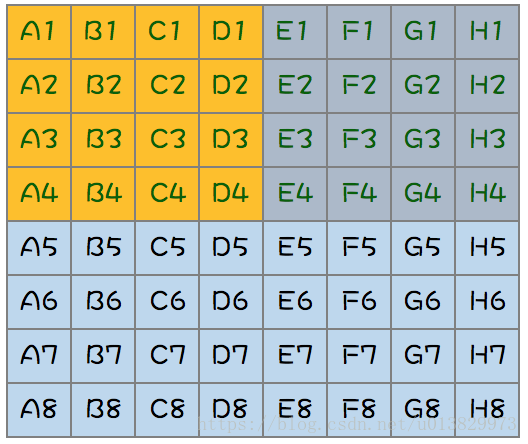 A1 B1 C1 D1 E1 F1 G1 H1
A2 B2 C2 D2 E2 F2 G2 H2
A3 B3 C3 D3 E3 F3 G3 H3
A4 B4 C4 D4 E4 F4 G4 H4
A5 B5 C5 D5 E5 F5 G5 H5
A6 B6 C6 D6 E6 F6 G6 H6
A7 B7 C7 D7 E7 F7 G7 H7
A8 B8 C8 D8 E8 F8 G8 H8
https://blog.csdn.net/u013829973